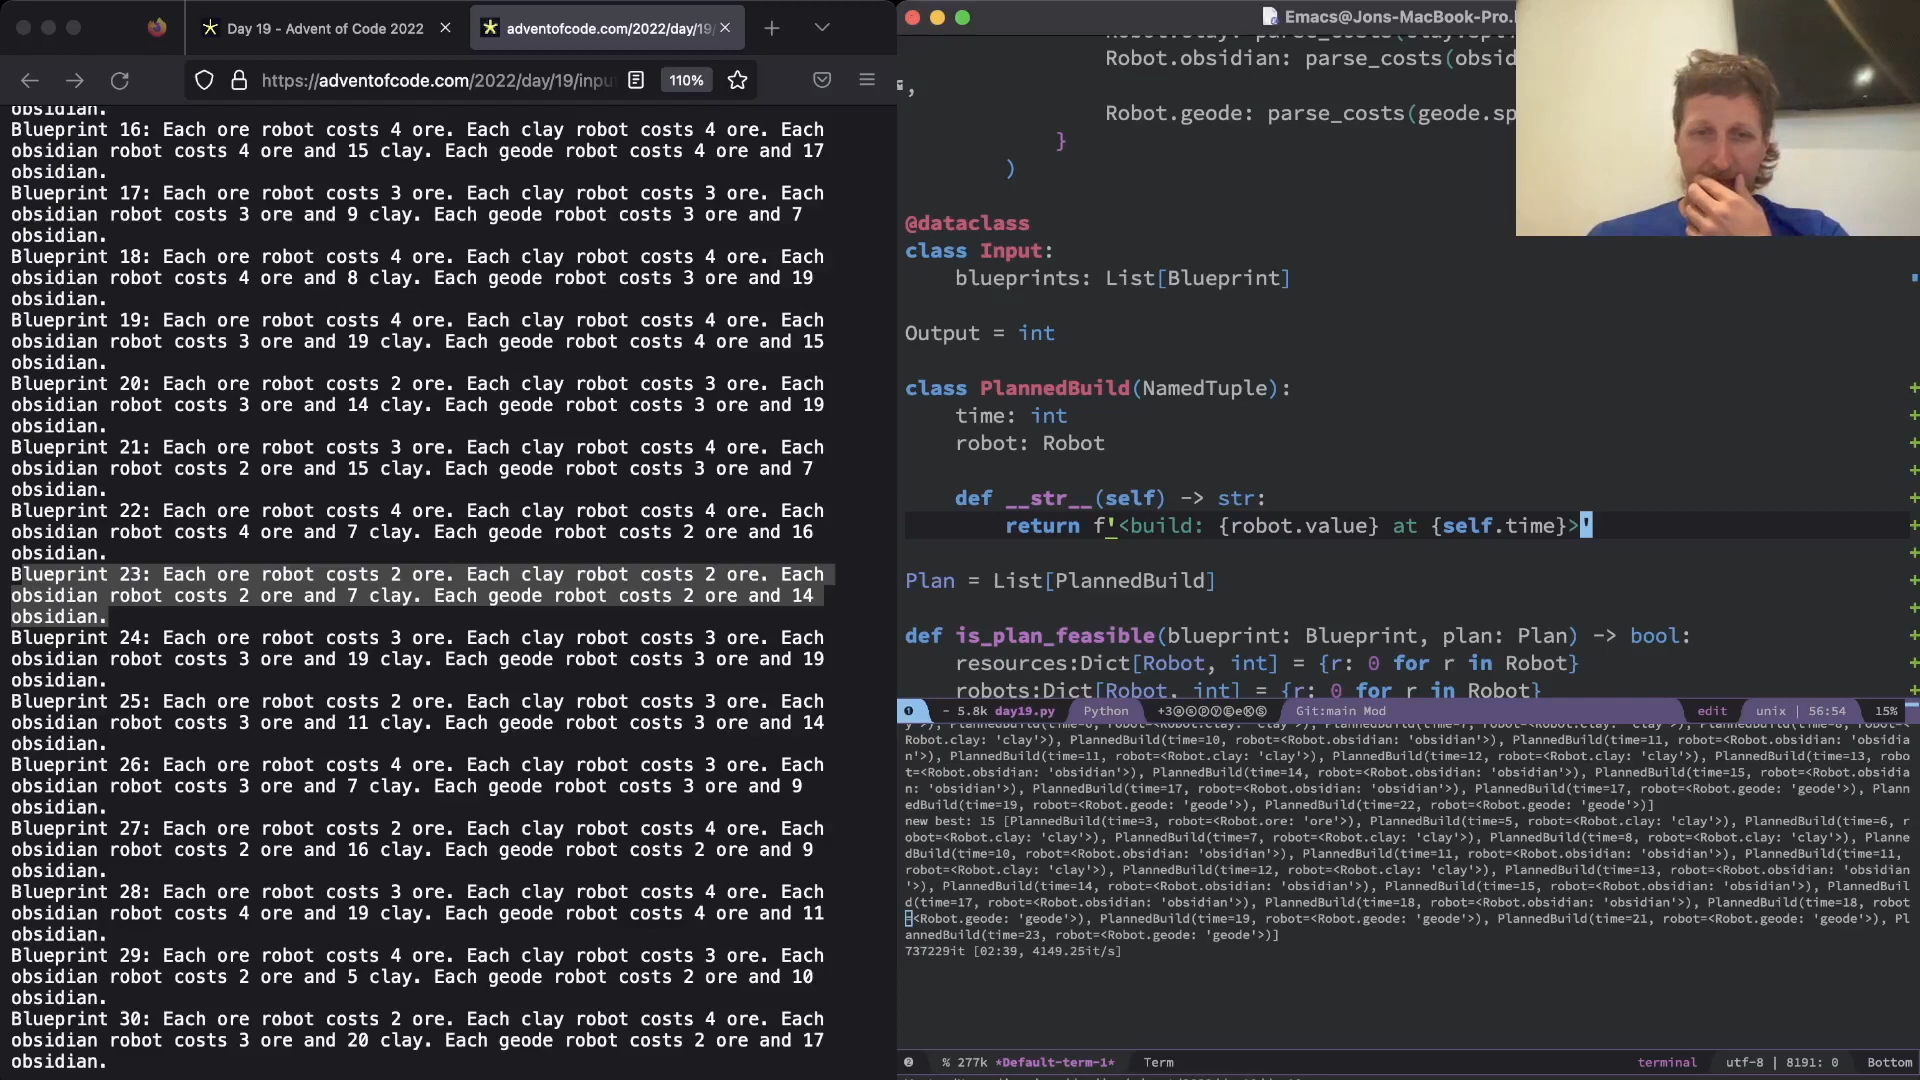 Day 19 - Advent of Code 2022
adventofcode.com/2022/day/19/
https://adventofcode.com/2022/day/19/inpu
110%
obsidian.
Blueprint 16: Each ore robot costs 4 ore. Each clay robot costs 4 ore. Each
obsidian robot costs 4 ore and 15 clay. Each geode robot costs 4 ore and 17
obsidian.
Blueprint 17: Each ore robot costs 3 ore. Each clay robot costs 3 ore. Each
obsidian robot costs 3 ore and 9 clay. Each geode robot costs 3 ore and 7
obsidian.
Blueprint 18: Each ore robot costs 4 ore. Each clay robot costs 4 ore. Each
obsidian robot costs 4 ore and 8 clay. Each geode robot costs 3 ore and 19
obsidian.
Blueprint 19: Each ore robot costs 4 ore. Each clay robot costs 4 ore. Each
obsidian robot costs 3 ore and 19 clay. Each geode robot costs 4 ore and 15
obsidian.
Blueprint 20: Each ore robot costs 2 ore. Each clay robot costs 3 ore. Each
obsidian robot costs 3 ore and 14 clay. Each geode robot costs 3 ore and 19
obsidian.
Blueprint 21: Each ore robot costs 3 ore. Each clay robot costs 4 ore. Each
obsidian robot costs 2 ore and 15 clay. Each geode robot costs 3 ore and 7
obsidian.
Blueprint 22: Each ore robot costs 4 ore. Each clay robot costs 4 ore. Each
obsidian robot costs 4 ore and 7 clay. Each geode robot costs 2 ore and 16
obsidian.
Blueprint 23: Each ore robot costs 2 ore. Each clay robot costs 2 ore. Each
obsidian robot costs 2 ore and 7 clay. Each geode robot costs 2 ore and 14
obsidian.
Blueprint 24: Each ore robot costs 3 ore. Each clay robot costs 3 ore. Each
obsidian robot costs 3 ore and 19 clay. Each geode robot costs 3 ore and 19
obsidian.
Blueprint 25: Each ore robot costs 2 ore. Each clay robot costs 3 ore. Each
obsidian robot costs 3 ore and 11 clay. Each geode robot costs 3 ore and 14
obsidian.
Blueprint 26: Each ore robot costs 4 ore. Each clay robot costs 3 ore. Each
obsidian robot costs 3 ore and 7 clay. Each geode robot costs 3 ore and 9
obsidian.
Blueprint 27: Each ore robot costs 2 ore. Each clay robot costs 4 ore. Each
obsidian robot costs 2 ore and 16 clay. Each geode robot costs 2 ore and 9
obsidian.
Blueprint 28: Each ore robot costs 3 ore. Each clay robot costs 4 ore. Each
obsidian robot costs 4 ore and 19 clay. Each geode robot costs 4 ore and 11
obsidian.
Blueprint 29: Each ore robot costs 4 ore. Each clay robot costs 3 ore. Each
obsidian robot costs 2 ore and 5 clay. Each geode robot costs 2 ore and 10
obsidian.
Blueprint 30: Each ore robot costs 2 ore. Each clay robot costs 4 ore. Each
obsidian robot costs 3 ore and 20 clay. Each geode robot costs 2 ore and 17
obsidian.
Emacs@Jons-MacBook-Pro.
Robot.obsidian: parse_costs(obsid
,
Robot.geode: parse_costs(geode.sp
}
)
@dataclass
class Input:
blueprints: List[Blueprint]
Output = int
class PlannedBuild(NamedTuple):
time: int
robot: Robot
def __str__(self) -> str:
return f'<build: {robot.value} at {self.time}>'
Plan = List[PlannedBuild]
def is_plan_feasible(blueprint: Blueprint, plan: Plan) -> bool:
resources:Dict[Robot, int] = {r: 0 for r in Robot}
robots:Dict[Robot, int] = {r: 0 for r in Robot}
- 5.8k day19.py Python Git:main Mod edit unix | 56:54 15%
Robot.clay: 'clay'>), PlannedBuild(time=10, robot=<Robot.obsidian: 'obsidian'>), PlannedBuild(time=11, robot=<Robot.obsidian: 'obsidia
n'>), PlannedBuild(time=11, robot=<Robot.clay: 'clay'>), PlannedBuild(time=12, robot=<Robot.clay: 'clay'>), PlannedBuild(time=13, robo
t=<Robot.obsidian: 'obsidian'>), PlannedBuild(time=14, robot=<Robot.obsidian: 'obsidian'>), PlannedBuild(time=15, robot=<Robot.obsidia
n: 'obsidian'>), PlannedBuild(time=17, robot=<Robot.obsidian: 'obsidian'>), PlannedBuild(time=17, robot=<Robot.geode: 'geode'>), Plann
edBuild(time=19, robot=<Robot.geode: 'geode'>), PlannedBuild(time=22, robot=<Robot.geode: 'geode'>)]
new best: 15 [PlannedBuild(time=3, robot=<Robot.ore: 'ore'>), PlannedBuild(time=5, robot=<Robot.clay: 'clay'>), PlannedBuild(time=6, r
obot=<Robot.clay: 'clay'>), PlannedBuild(time=7, robot=<Robot.clay: 'clay'>), PlannedBuild(time=8, robot=<Robot.clay: 'clay'>), Planne
dBuild(time=10, robot=<Robot.obsidian: 'obsidian'>), PlannedBuild(time=11, robot=<Robot.obsidian: 'obsidian'>), PlannedBuild(time=11,
robot=<Robot.clay: 'clay'>), PlannedBuild(time=12, robot=<Robot.clay: 'clay'>), PlannedBuild(time=13, robot=<Robot.obsidian: 'obsidian
'>), PlannedBuild(time=14, robot=<Robot.obsidian: 'obsidian'>), PlannedBuild(time=15, robot=<Robot.obsidian: 'obsidian'>), PlannedBuil
d(time=17, robot=<Robot.obsidian: 'obsidian'>), PlannedBuild(time=18, robot=<Robot.obsidian: 'obsidian'>), PlannedBuild(time=18, robot
=<Robot.geode: 'geode'>), PlannedBuild(time=19, robot=<Robot.geode: 'geode'>), PlannedBuild(time=21, robot=<Robot.geode: 'geode'>), Pl
annedBuild(time=23, robot=<Robot.geode: 'geode'>)]
737229it [02:39, 4149.25it/s]
% 277k *Default-term-1* Term terminal utf-8 | 8191: 0 Bottom